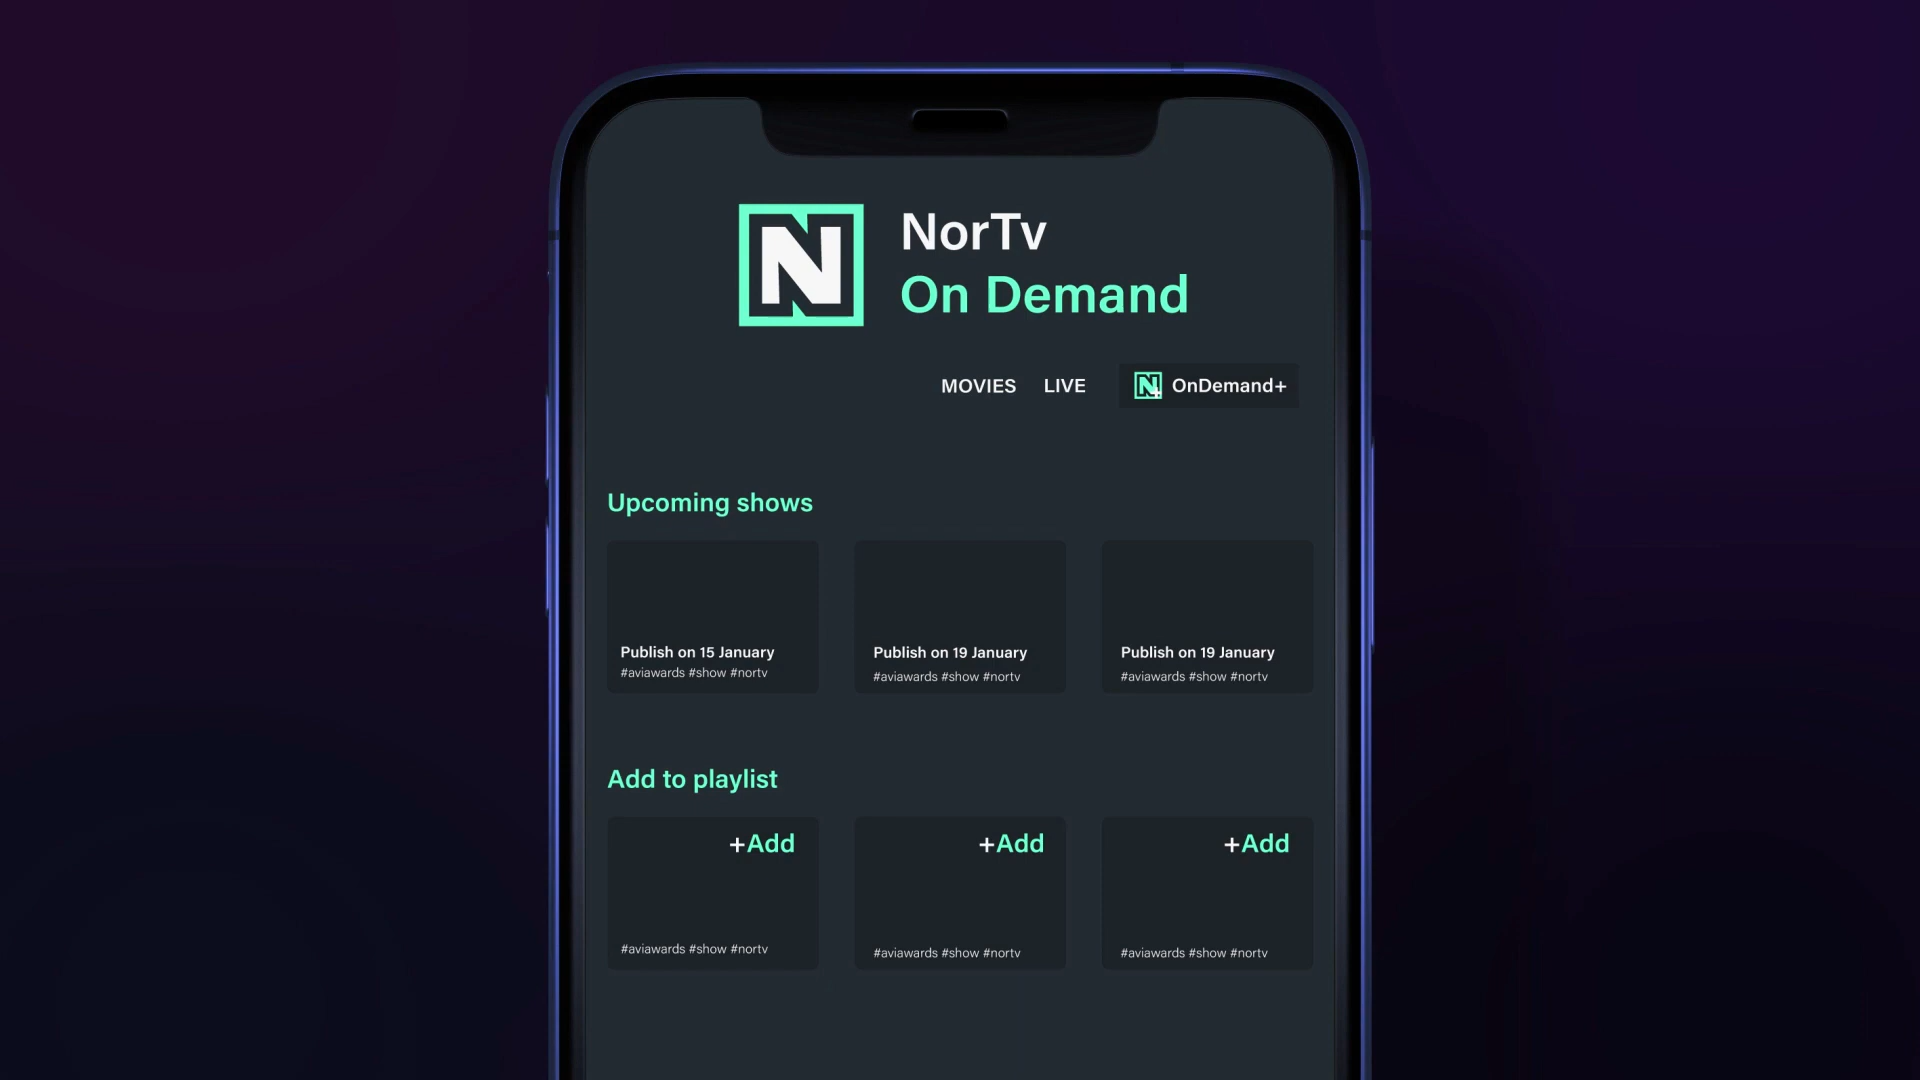 N
NorTv
On Demand
MOVIES LIVE N+ OnDemand+
Upcoming shows
Publish on 15 January
#aviawards #show #nortv
Publish on 19 January
#aviawards #show #nortv
Publish on 19 January
#aviawards #show #nortv
Add to playlist
+Add
#aviawards #show #nortv
+Add
#aviawards #show #nortv
+Add
#aviawards #show #nortv